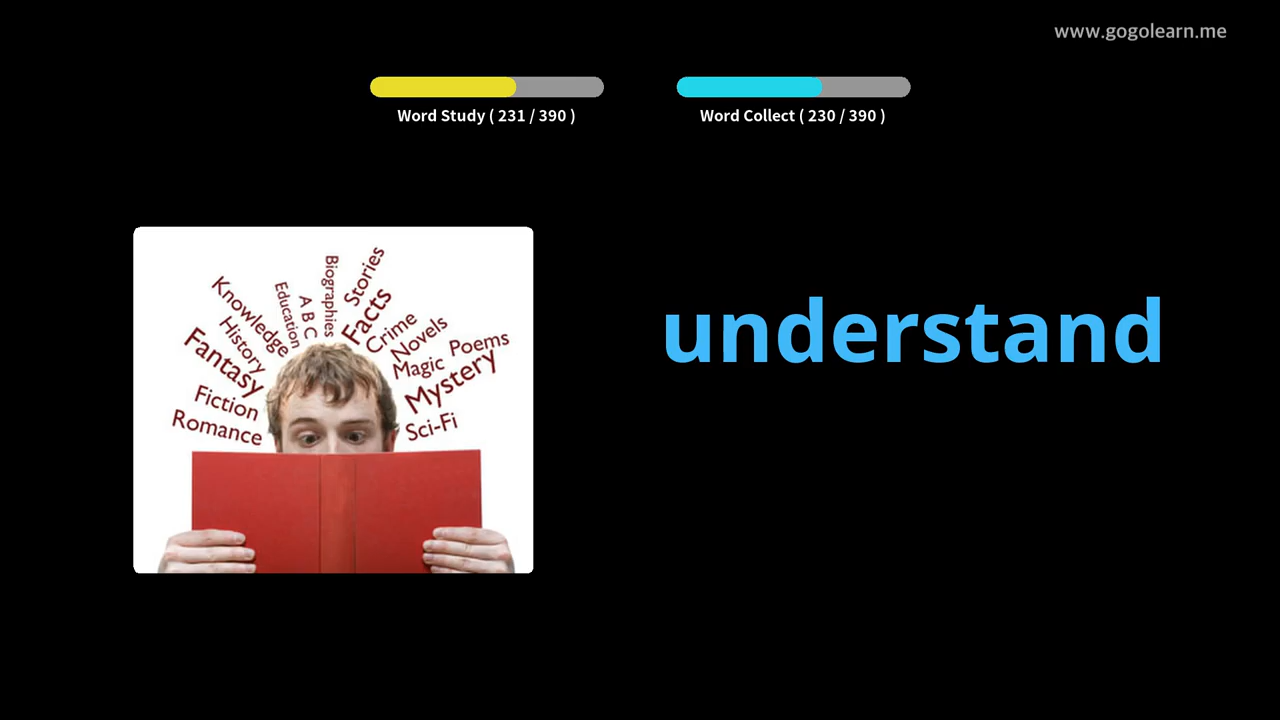 www.gogolearn.me
Word Study ( 231 / 390 )
Word Collect ( 230 / 390 )
understand
Romance
Fiction
Fantasy
History
Knowledge
Education
A B C
Biographies
Stories
Facts
Crime
Novels
Magic
Poems
Mystery
Sci-Fi